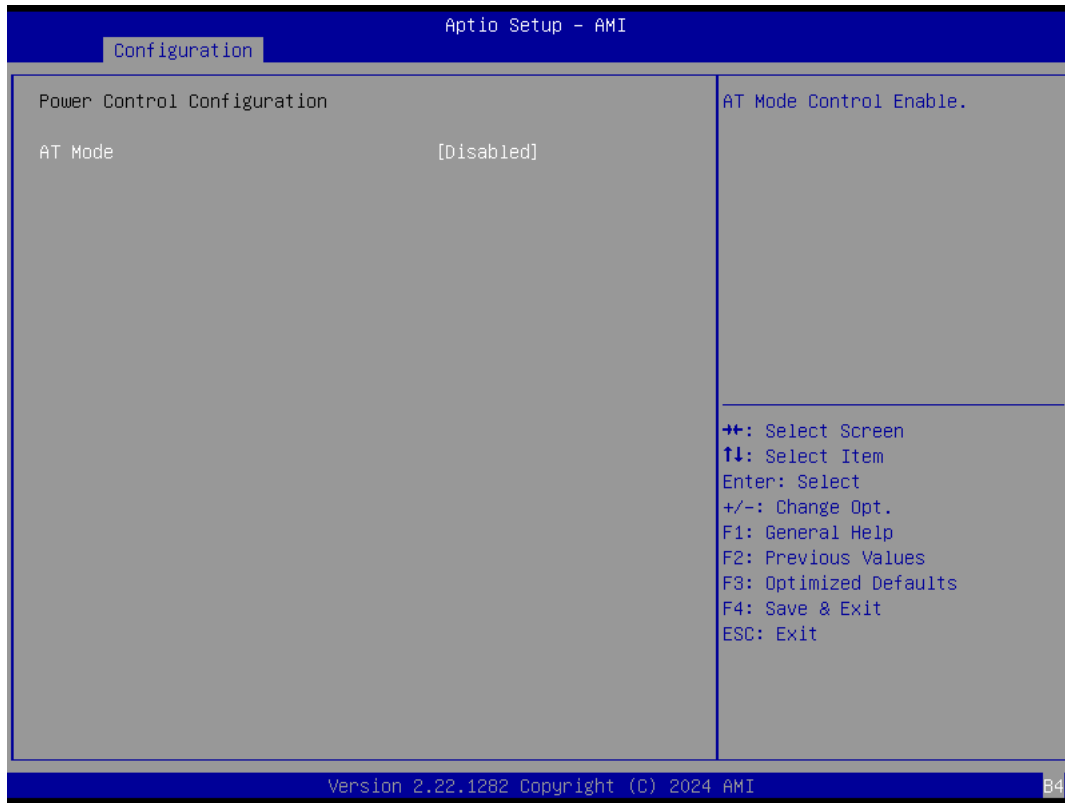 Aptio Setup – AMI
Configuration
Power Control Configuration
AT Mode [Disabled]
AT Mode Control Enable.
→←: Select Screen
↑↓: Select Item
Enter: Select
+/-: Change Opt.
F1: General Help
F2: Previous Values
F3: Optimized Defaults
F4: Save & Exit
ESC: Exit
Version 2.22.1282 Copyright (C) 2024 AMI
B4